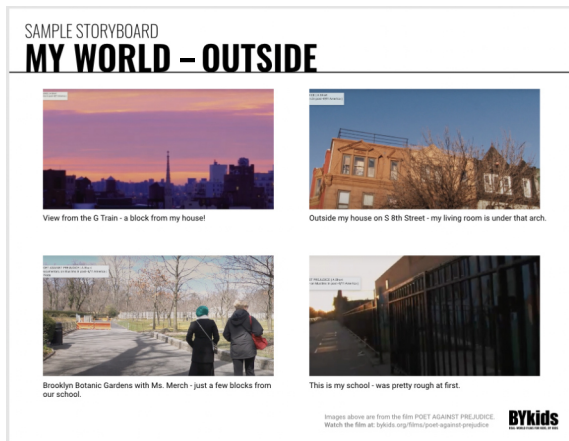 SAMPLE STORYBOARD
MY WORLD – OUTSIDE
View from the G Train - a block from my house!
Outside my house on S 8th Street - my living room is under that arch.
Brooklyn Botanic Gardens with Ms. Merch - just a few blocks from
our school.
This is my school - was pretty rough at first.
Images above are from the film POET AGAINST PREJUDICE.
Watch the film at: bykids.org/films/poet-against-prejudice
BYkids